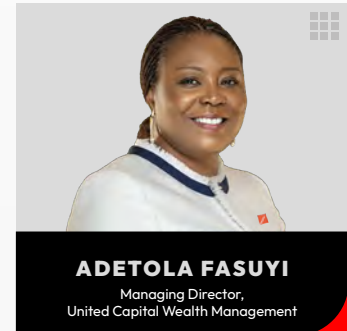 ADETOLA FASUYI
Managing Director,
United Capital Wealth Management